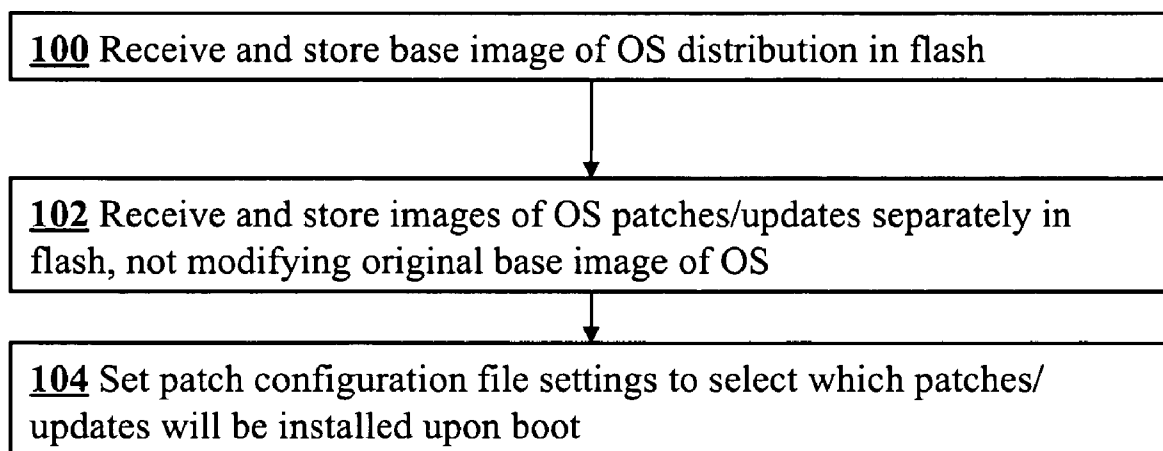 100 Receive and store base image of OS distribution in flash
102 Receive and store images of OS patches/updates separately in
flash, not modifying original base image of OS
104 Set patch configuration file settings to select which patches/
updates will be installed upon boot